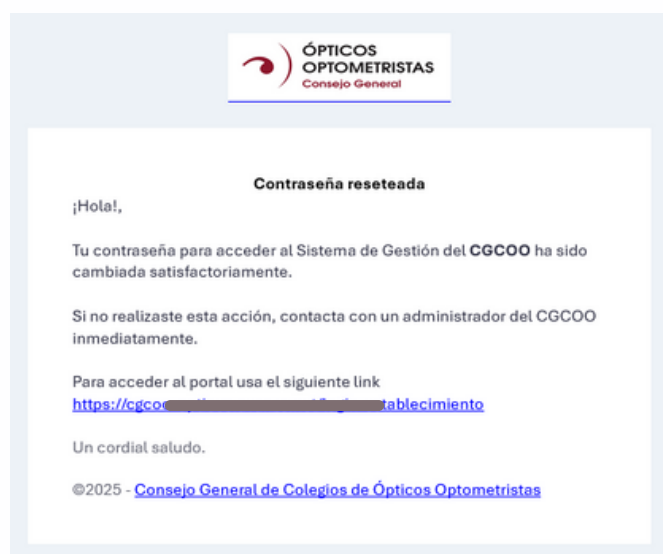 ÓPTICOS
OPTOMETRISTAS
Consejo General
Contraseña reseteada
¡Hola!,
Tu contraseña para acceder al Sistema de Gestión del CGCOO ha sido
cambiada satisfactoriamente.
Si no realizaste esta acción, contacta con un administrador del CGCOO
inmediatamente.
Para acceder al portal usa el siguiente link
https://cgcoo tablecimiento
Un cordial saludo.
©2025 - Consejo General de Colegios de Ópticos Optometristas